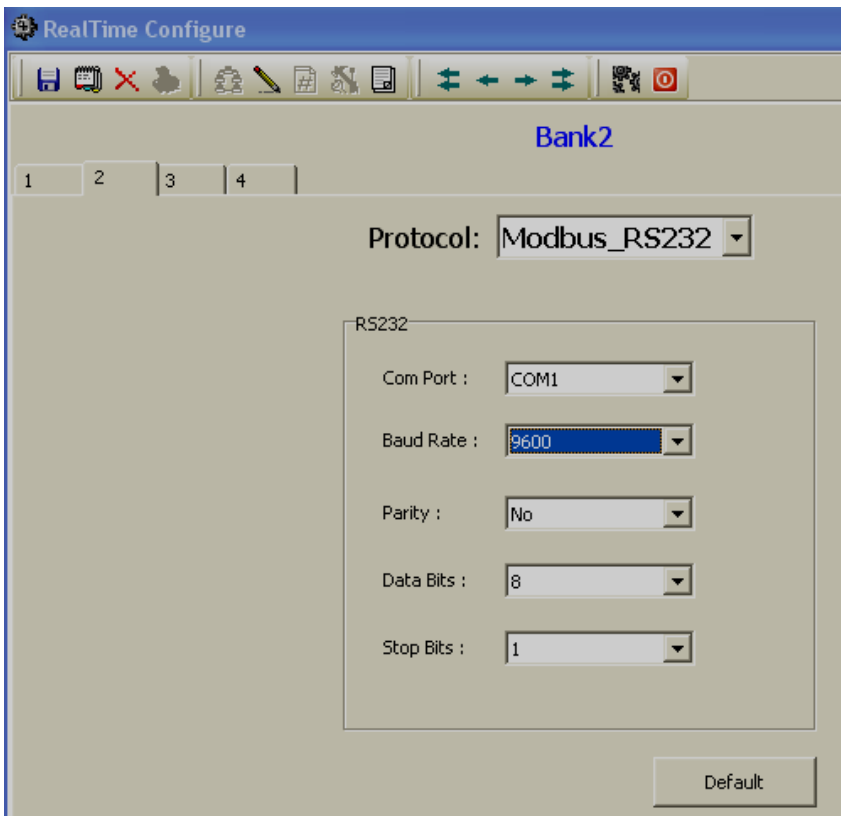 RealTime Configure
#
Bank2
1 2 3 4
Protocol: Modbus_RS232
RS232
Com Port : COM1
Baud Rate : 9600
Parity : No
Data Bits : 8
Stop Bits : 1
Default